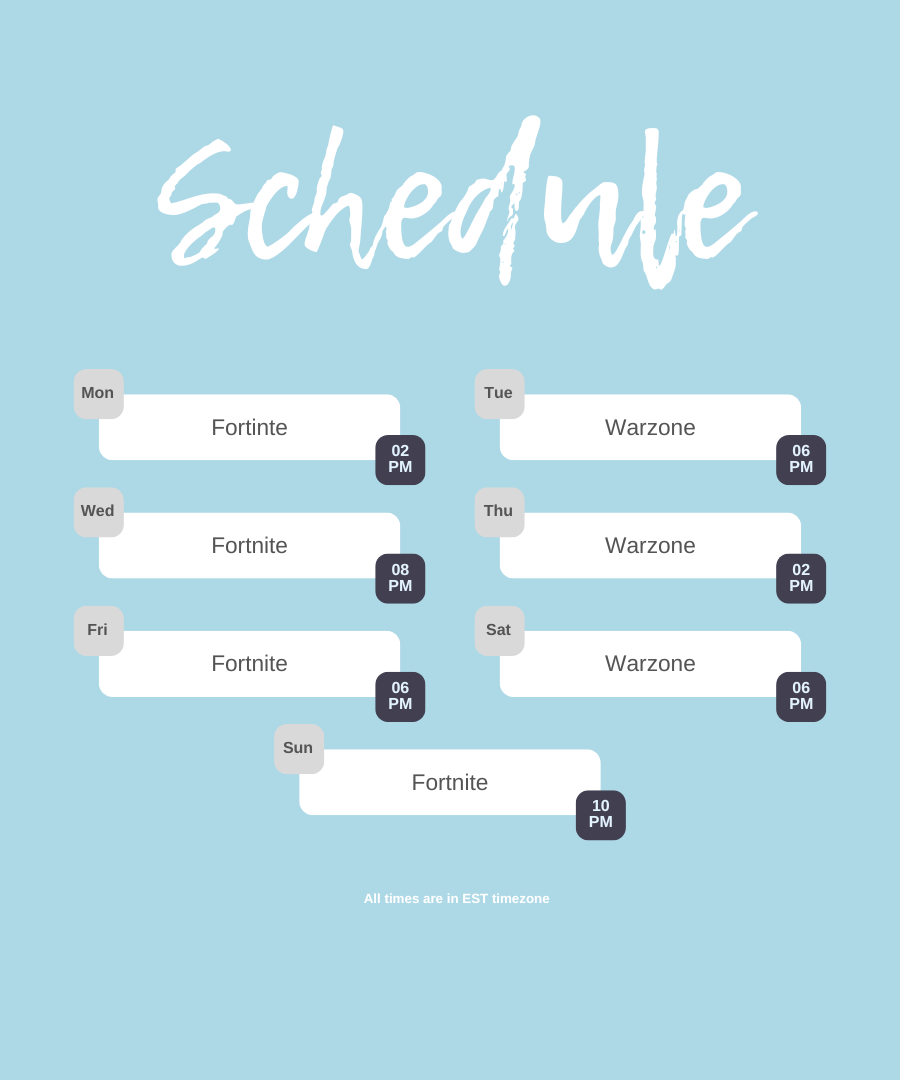 Schedule
Mon
Fortinte
02
PM
Tue
Warzone
06
PM
Wed
Fortnite
08
PM
Thu
Warzone
02
PM
Fri
Fortnite
06
PM
Sat
Warzone
06
PM
Sun
Fortnite
10
PM
All times are in EST timezone